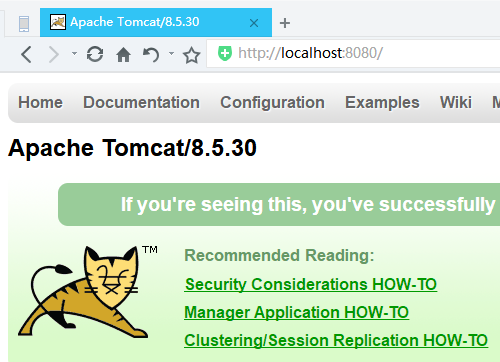 Apache Tomcat/8.5.30
http://localhost:8080/
Home Documentation Configuration Examples Wiki
Apache Tomcat/8.5.30
If you're seeing this, you've successfully
TM
Recommended Reading:
Security Considerations HOW-TO
Manager Application HOW-TO
Clustering/Session Replication HOW-TO